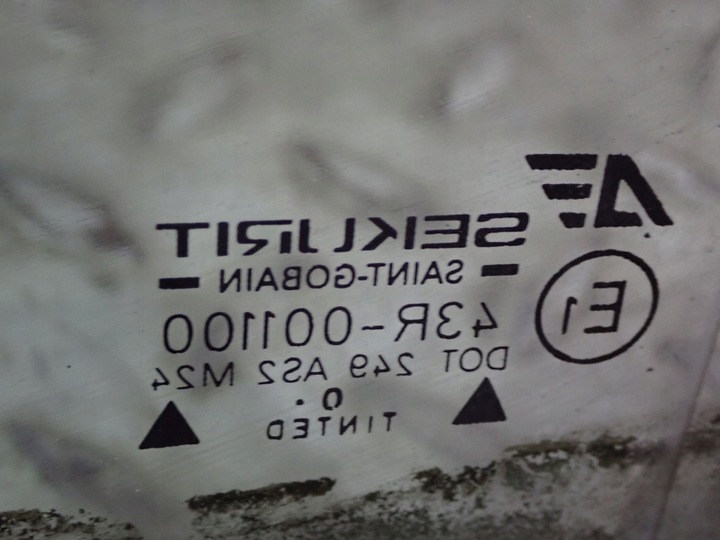 SEKURIT
SAINT-GOBAIN
E1
43R-001100
DOT 249 AS2 M24
. 0
TINTED